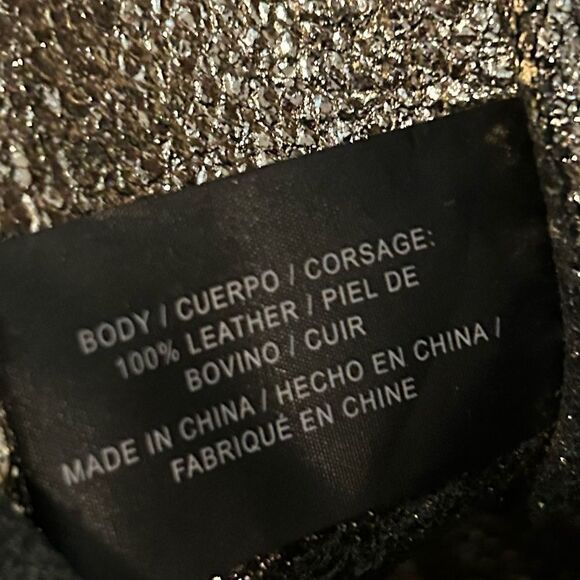 BODY / CUERPO / CORSAGE:
100% LEATHER / PIEL DE
BOVINO / CUIR
MADE IN CHINA / HECHO EN CHINA /
FABRIQUÉ EN CHINE